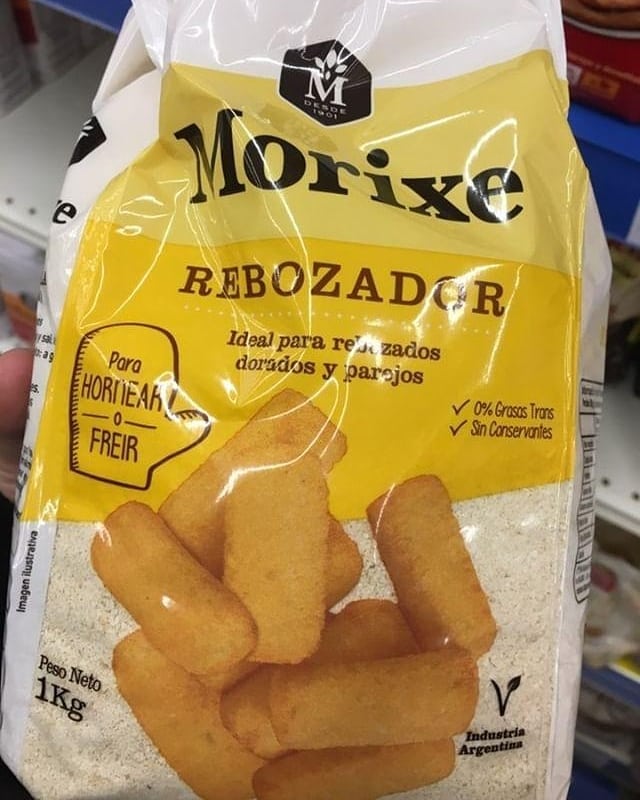 M
DESDE
1901
Morixe
REBOZADOR
Ideal para rebozados
dorados y parejos
Para
HORNEAR
o
FREIR
✓ 0% Grasas Trans
✓ Sin Conservantes
Imagen ilustrativa
Peso Neto
1Kg
Industria
Argentina